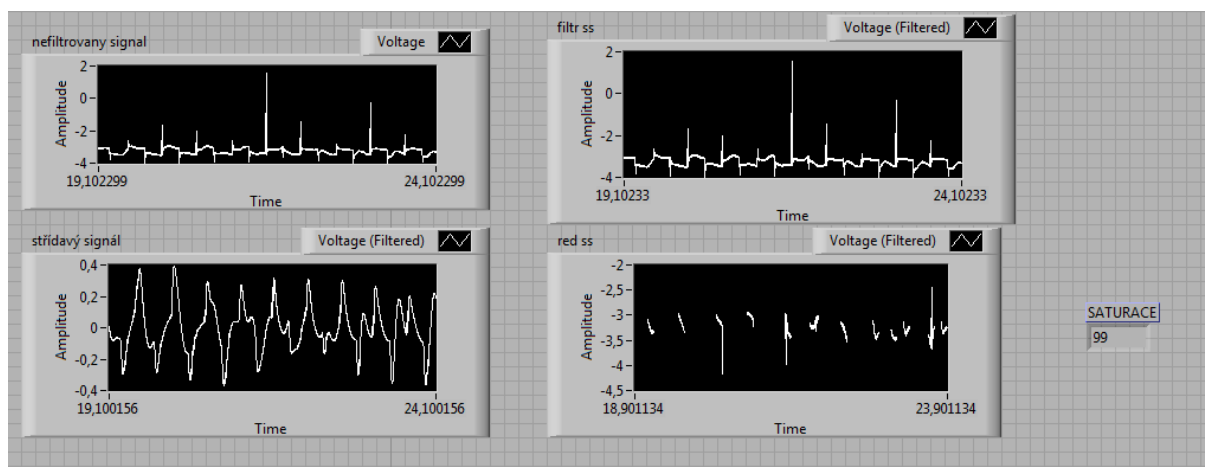 nefiltrovany signal
Voltage
Amplitude
2
0
-2
-4
19,102299
24,102299
Time
filtr ss
Voltage (Filtered)
Amplitude
2
0
-2
-4
19,10233
24,10233
Time
střídavý signál
Voltage (Filtered)
Amplitude
0,4
0,2
0
-0,2
-0,4
19,100156
24,100156
Time
red ss
Voltage (Filtered)
Amplitude
-2
-2,5
-3
-3,5
-4
-4,5
18,901134
23,901134
Time
SATURACE
99